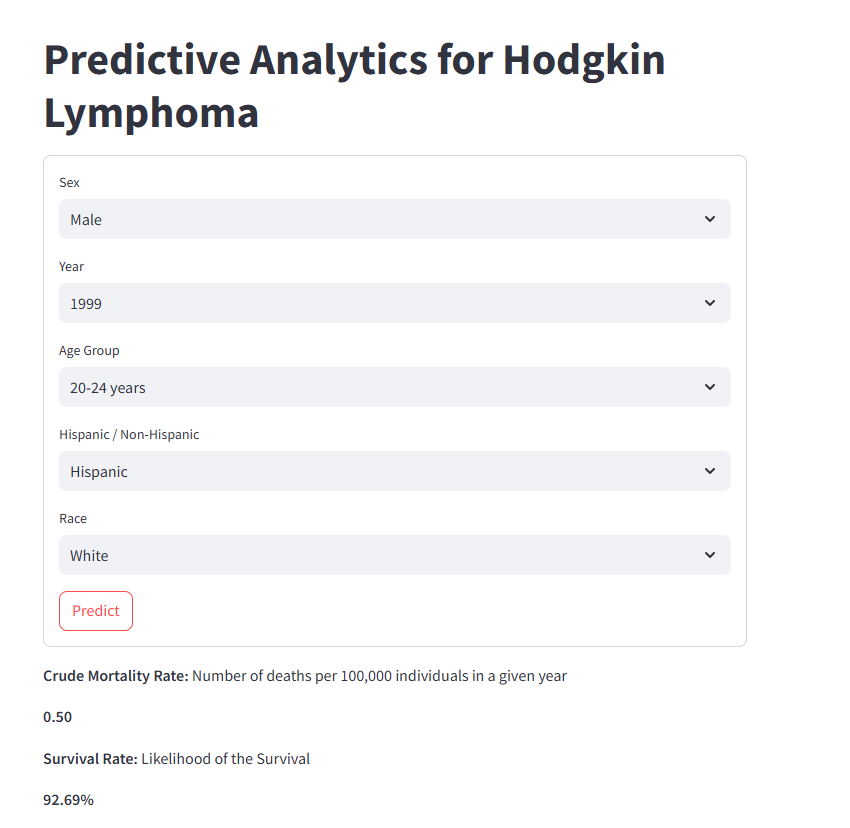 Predictive Analytics for Hodgkin
Lymphoma
Sex
Male
Year
1999
Age Group
20-24 years
Hispanic / Non-Hispanic
Hispanic
Race
White
Predict
Crude Mortality Rate: Number of deaths per 100,000 individuals in a given year
0.50
Survival Rate: Likelihood of the Survival
92.69%